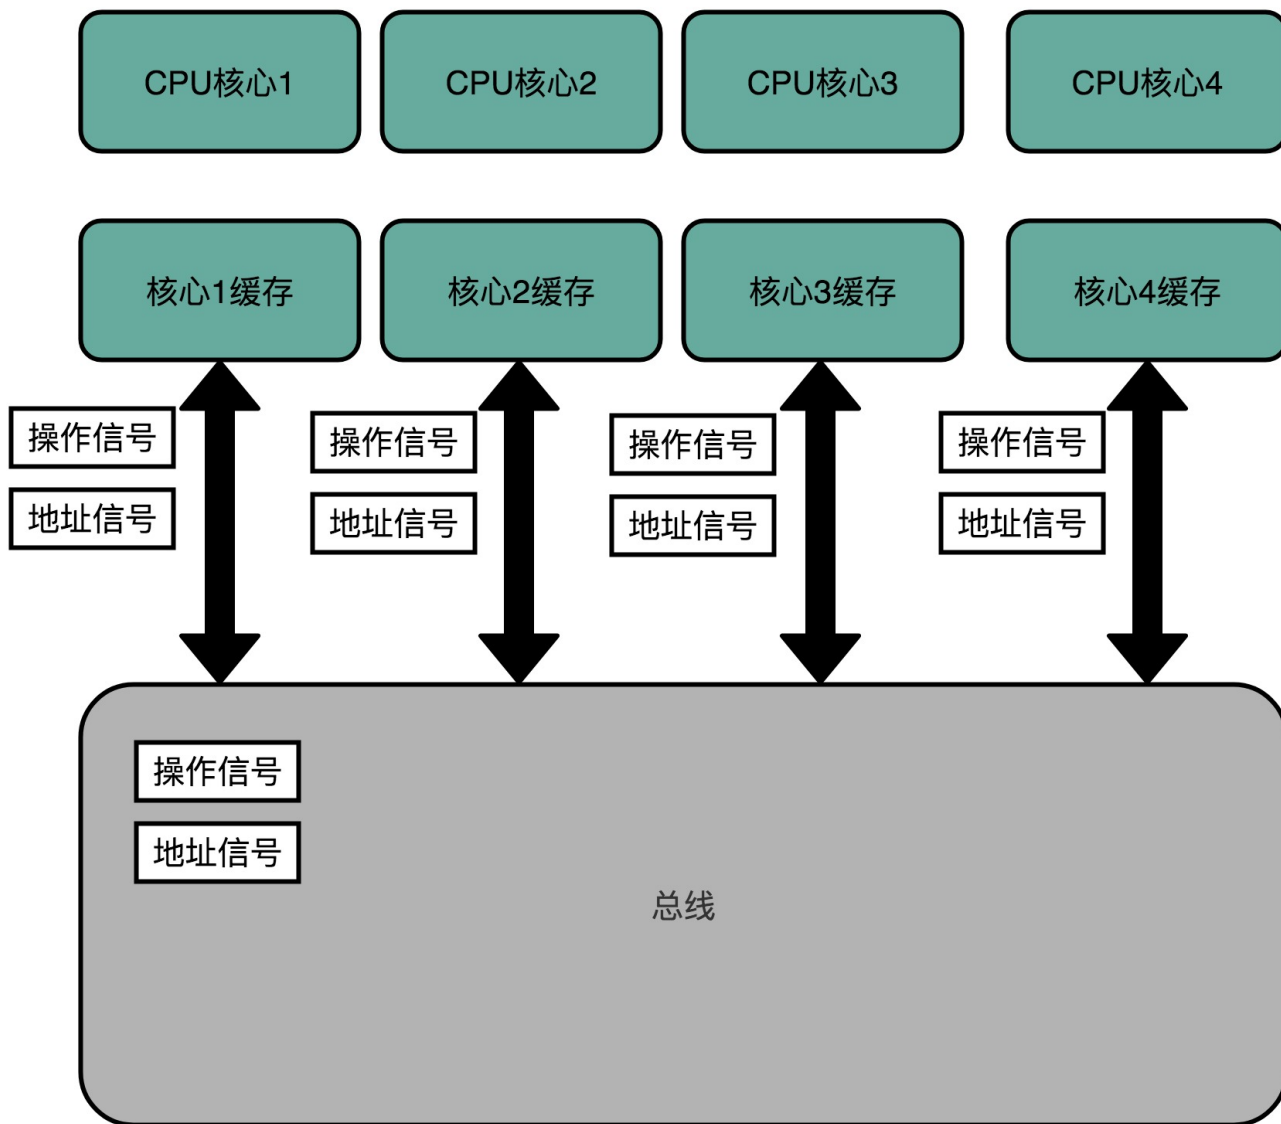 CPU核心1
CPU核心2
CPU核心3
CPU核心4
核心1缓存
核心2缓存
核心3缓存
核心4缓存
操作信号
操作信号
操作信号
操作信号
地址信号
地址信号
地址信号
地址信号
操作信号
地址信号
总线